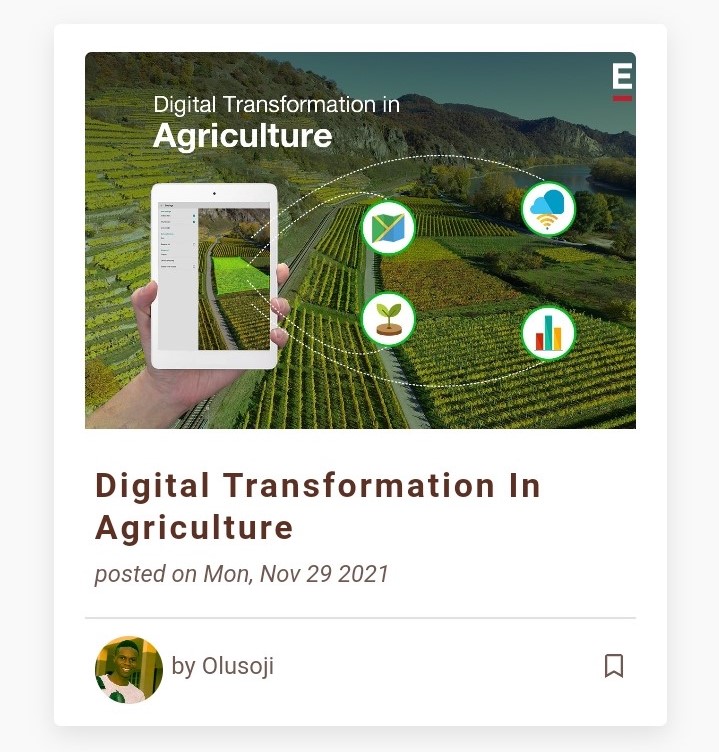 Digital Transformation in
Agriculture
E
Digital Transformation In
Agriculture
posted on Mon, Nov 29 2021
by Olusoji